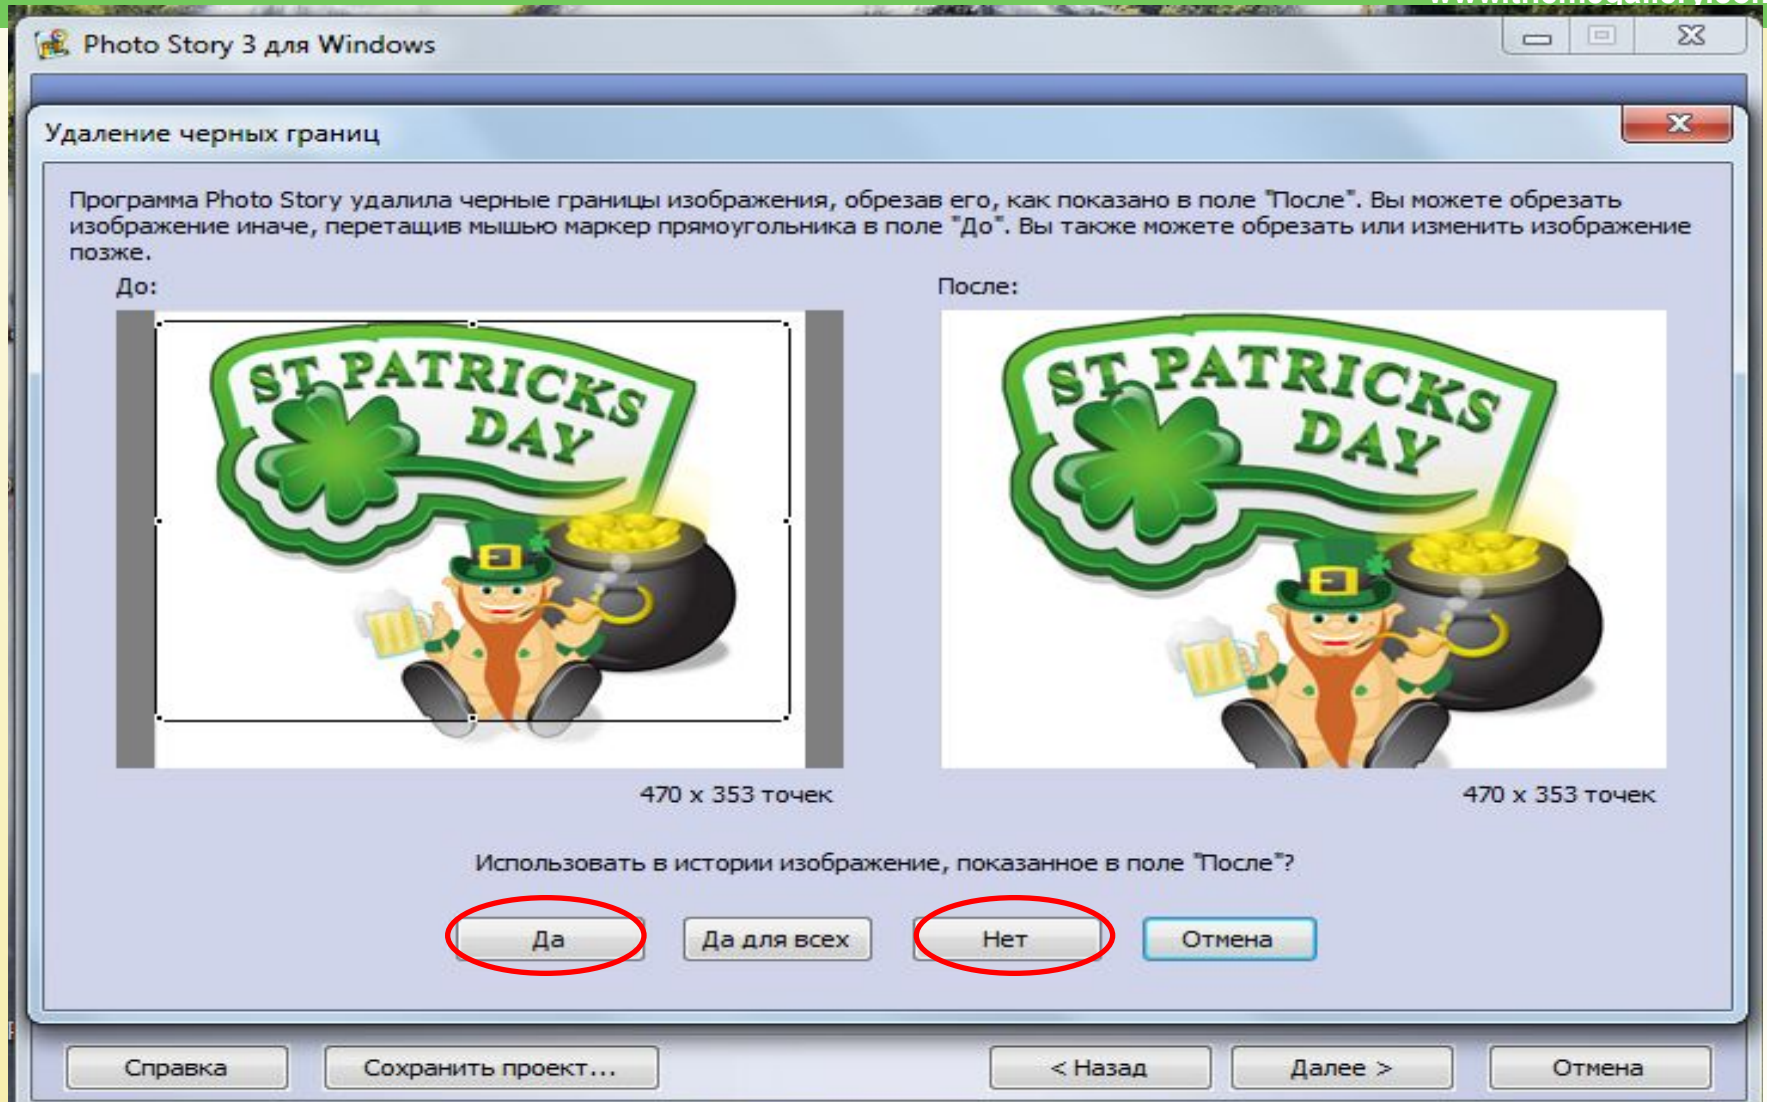 Photo Story 3 для Windows
Удаление черных границ
Программа Photo Story удалила черные границы изображения, обрезав его, как показано в поле "После". Вы можете обрезать
изображение иначе, перетащив мышью маркер прямоугольника в поле "До". Вы также можете обрезать или изменить изображение
позже.
До:
После:
ST PATRICKS
DAY
ST PATRICKS
DAY
470 x 353 точек
470 x 353 точек
Использовать в истории изображение, показанное в поле "После"?
Да
Да для всех
Нет
Отмена
Справка
Сохранить проект...
< Назад
Далее >
Отмена